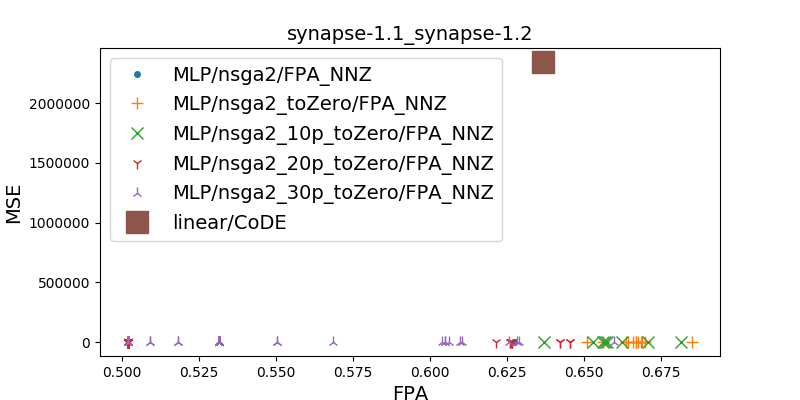 synapse-1.1_synapse-1.2
MLP/nsga2/FPA_NNZ
MLP/nsga2_toZero/FPA_NNZ
MLP/nsga2_10p_toZero/FPA_NNZ
MLP/nsga2_20p_toZero/FPA_NNZ
MLP/nsga2_30p_toZero/FPA_NNZ
linear/CoDE
MSE
2000000
1500000
1000000
500000
0
0.500 0.525 0.550 0.575 0.600 0.625 0.650 0.675
FPA